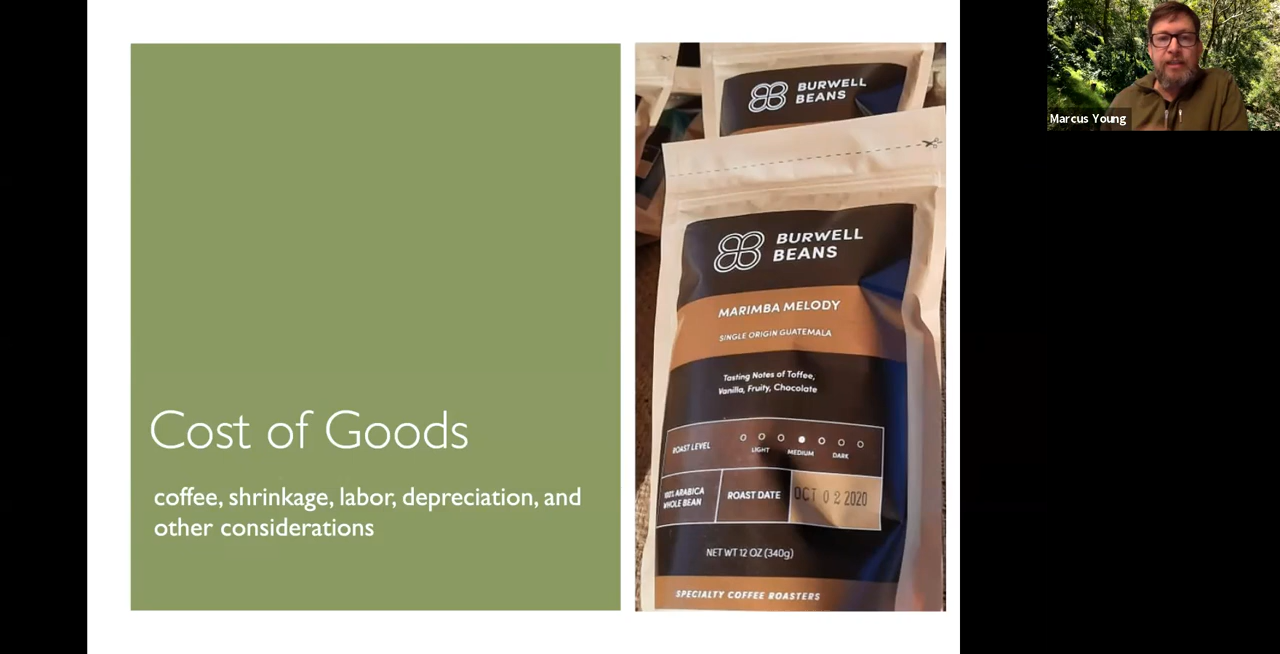 Cost of Goods
coffee, shrinkage, labor, depreciation, and
other considerations
BURWELL
BEANS
BURWELL
BEANS
MARIMBA MELODY
SINGLE ORIGIN GUATEMALA
Tasting Notes of Toffee,
Vanilla, Fruity, Chocolate
ROAST LEVEL
LIGHT MEDIUM DARK
100% ARABICA
WHOLE BEAN
ROAST DATE
OCT 02 2020
NET WT 12 OZ (340g)
SPECIALTY COFFEE ROASTERS
Marcus Young